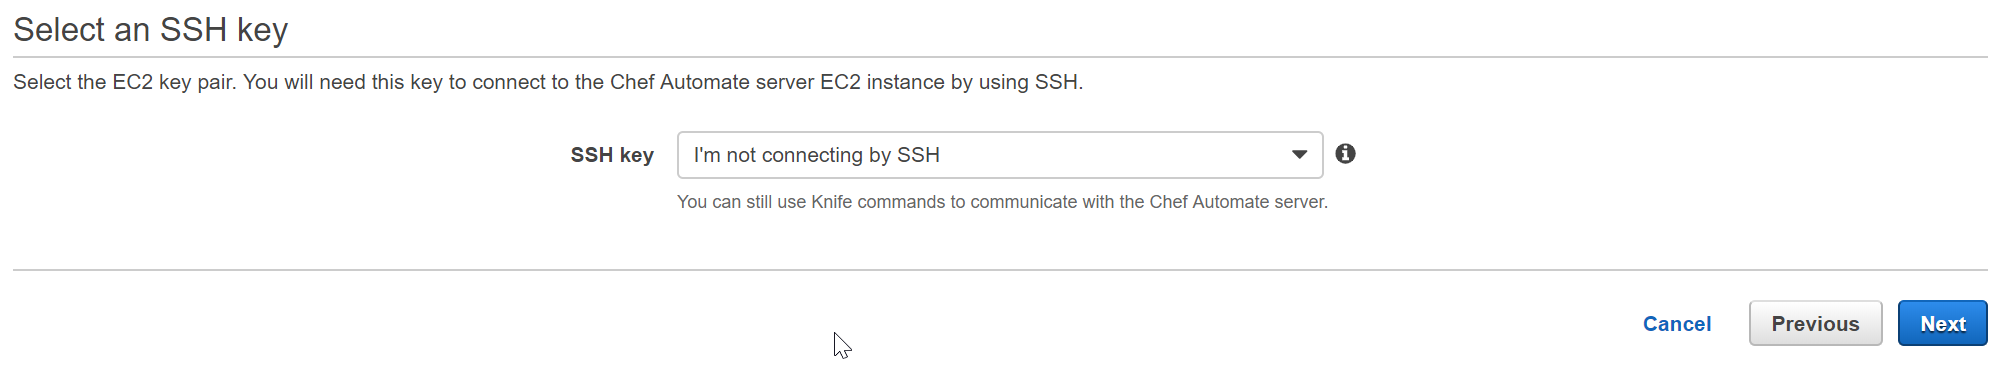 Select an SSH key
Select the EC2 key pair. You will need this key to connect to the Chef Automate server EC2 instance by using SSH.
SSH key I'm not connecting by SSH
You can still use Knife commands to communicate with the Chef Automate server.
Cancel Previous Next